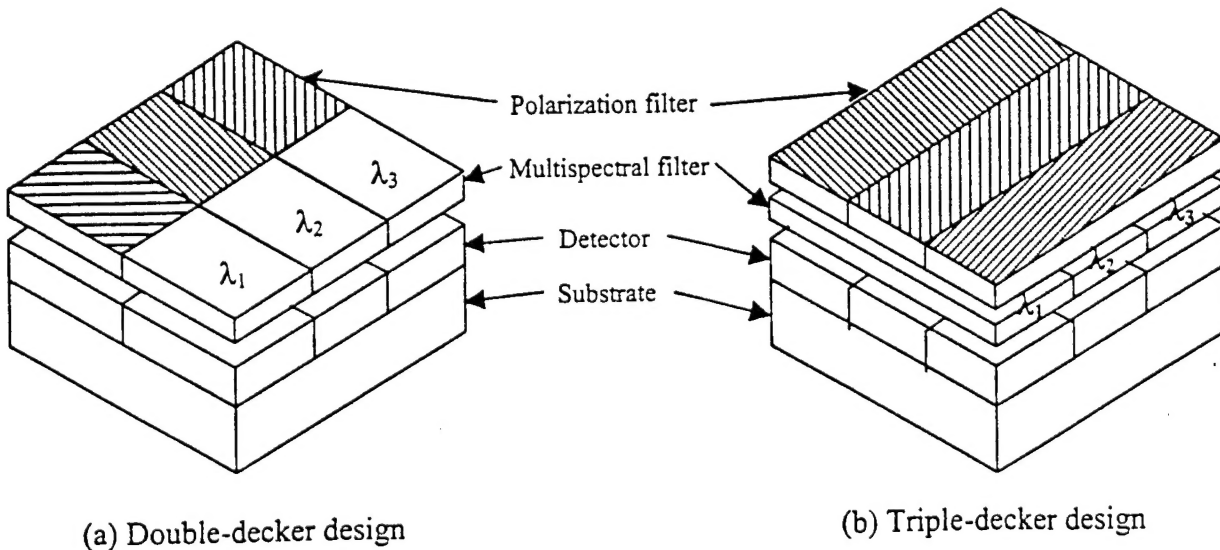 Polarization filter
Multispectral filter
Detector
Substrate
λ₃
λ₂
λ₁
λ₃
λ₂
λ₁
(a) Double-decker design
(b) Triple-decker design